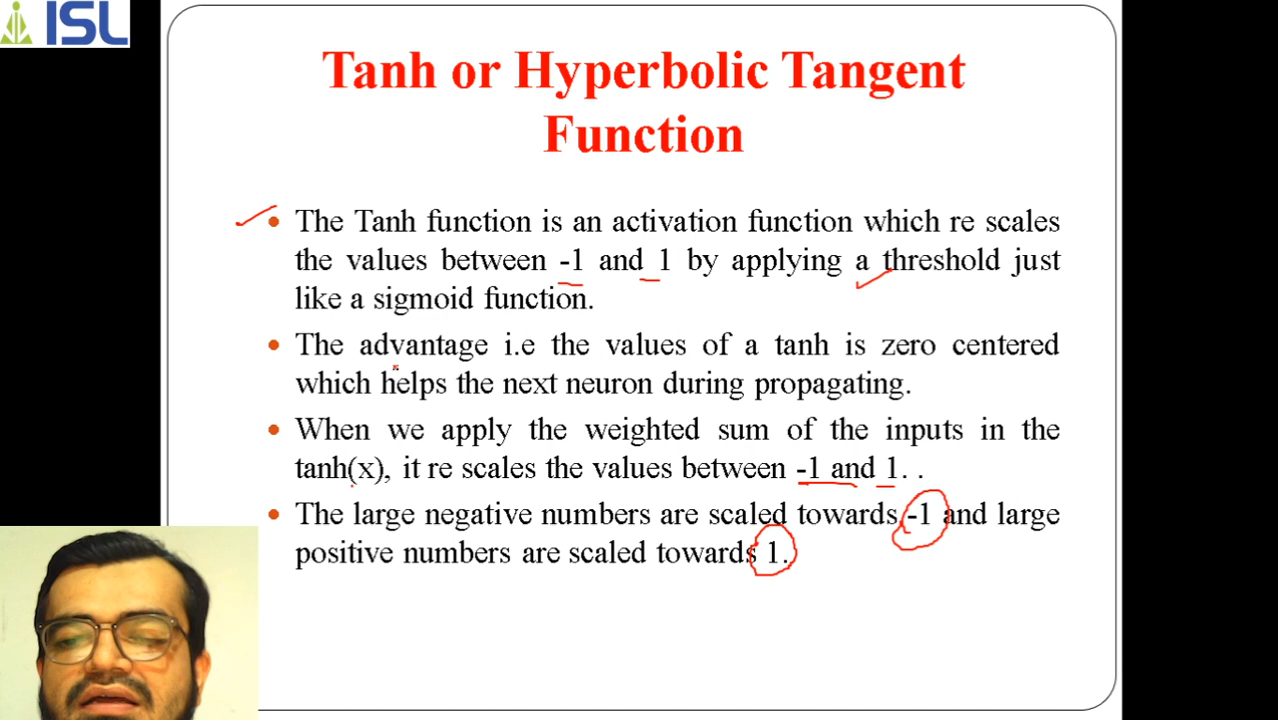 ISL
Tanh or Hyperbolic Tangent
Function
• The Tanh function is an activation function which re scales
the values between -1 and 1 by applying a threshold just
like a sigmoid function.
• The advantage i.e the values of a tanh is zero centered
which helps the next neuron during propagating.
• When we apply the weighted sum of the inputs in the
tanh(x), it re scales the values between -1 and 1. .
• The large negative numbers are scaled towards -1 and large
positive numbers are scaled towards 1.